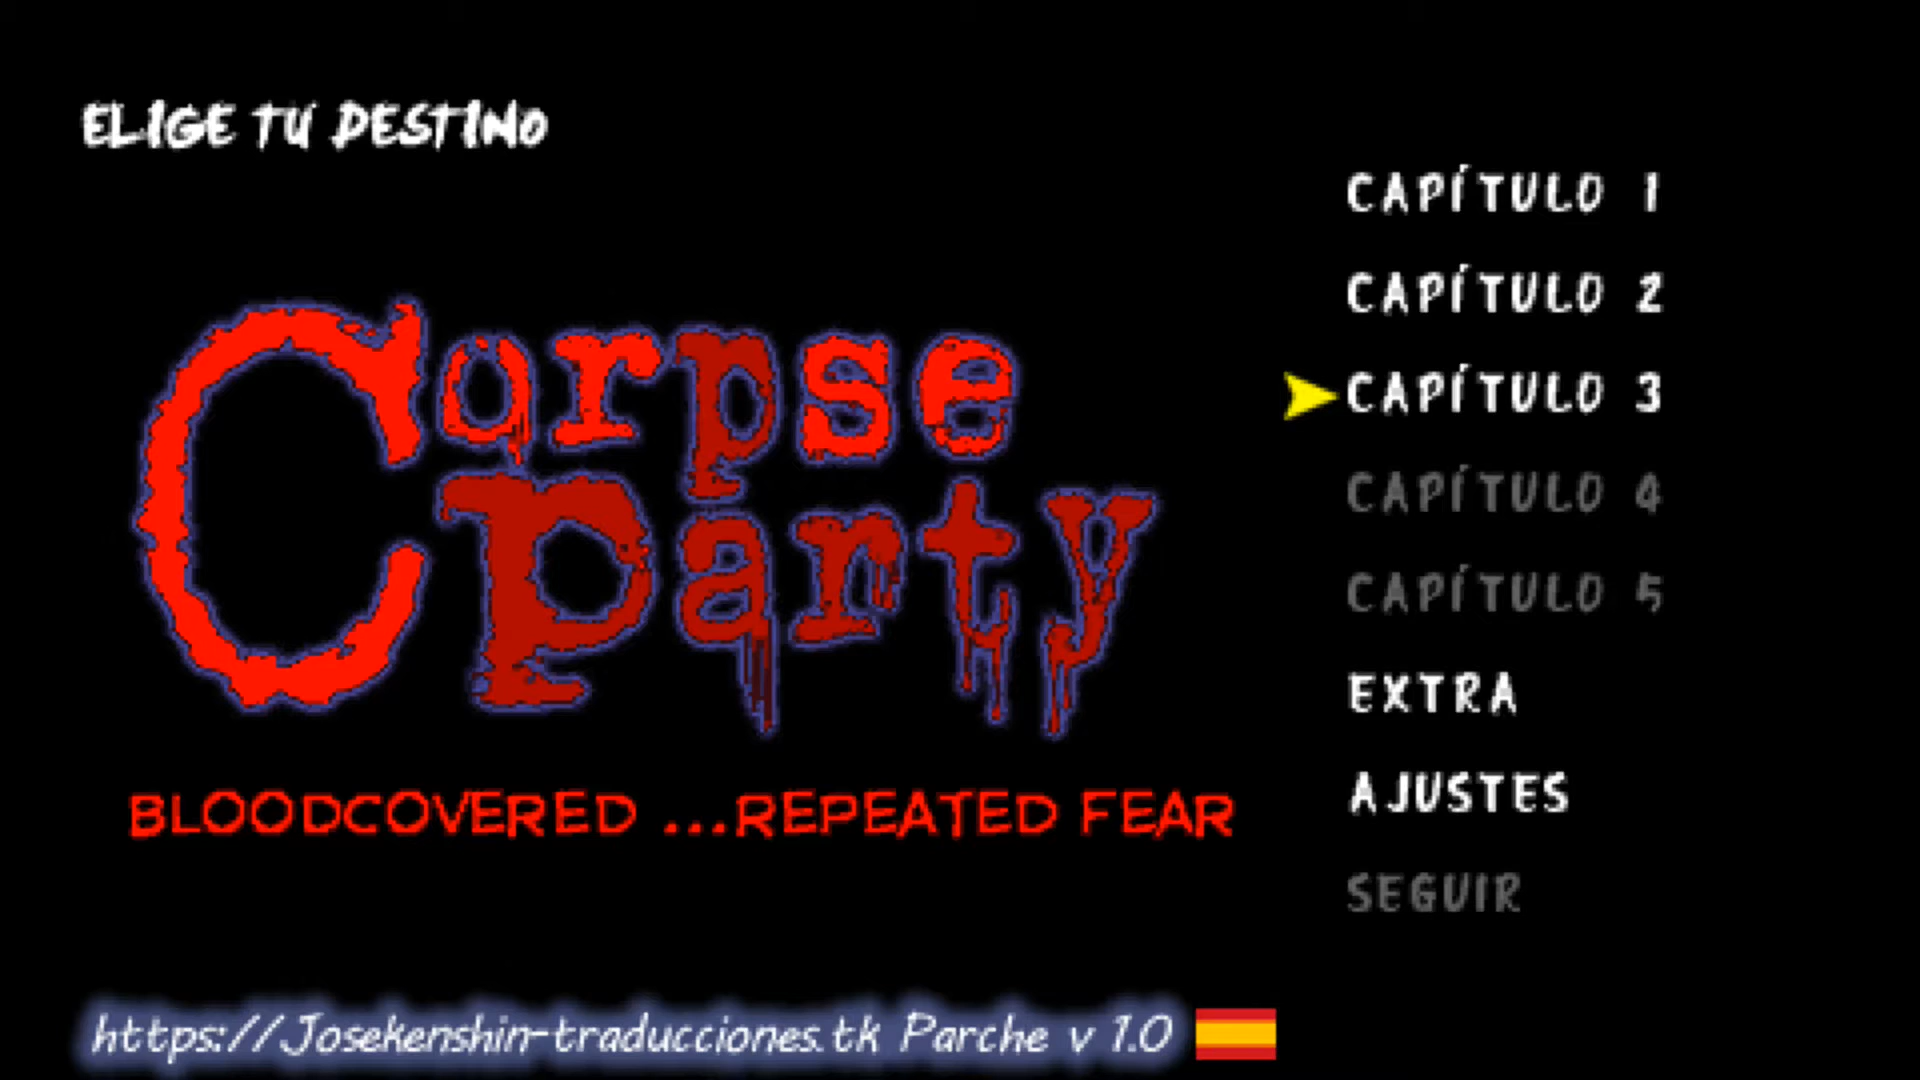 ELIGE TU DESTINO
Corpse
Party
BLOODCOVERED ...REPEATED FEAR
CAPÍTULO 1
CAPÍTULO 2
CAPÍTULO 3
CAPÍTULO 4
CAPÍTULO 5
EXTRA
AJUSTES
SEGUIR
https://Josekenshin-traducciones.tk Parche v 1.0